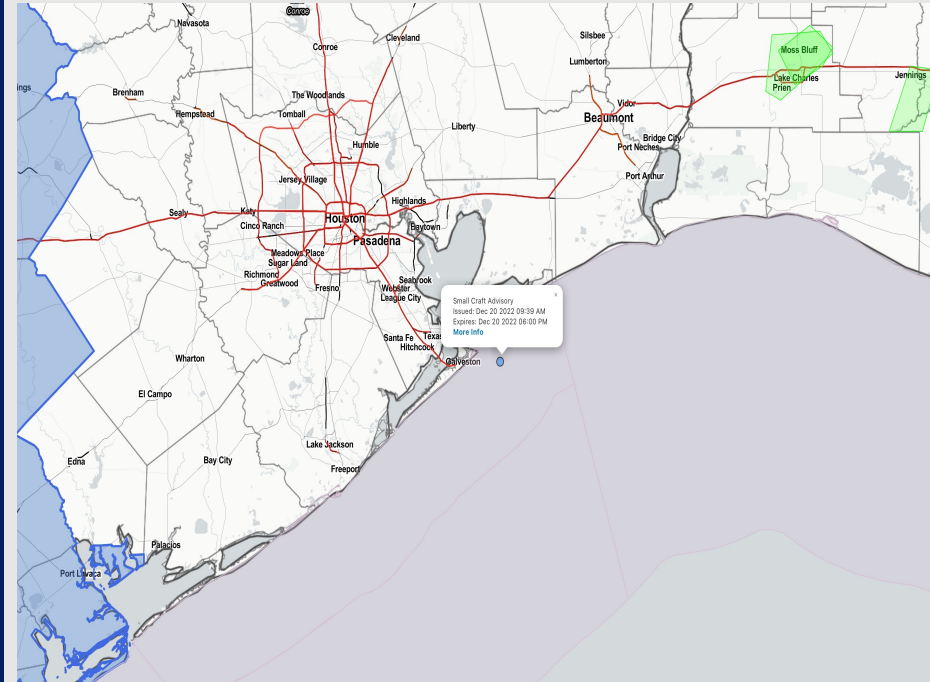 Conroe
Navasota
Cleveland
Silsbee
Conroe
Moss Bluff
Lumberton
Lake Charles
Jennings
ings
Prien
Brenham
The Woodlands
Vidor
Hempstead
Tomball
Beaumont
Liberty
Bridge City
Humble
Port Neches
Port Arthur
Jersey Village
Highlands
Sealy
Katy
Houston
Cinco Ranch
Baytown
Pasadena
Meadows Place
Sugar Land
Richmond
Seabrook
Greatwood
Fresno
Webster
League City
x
Small Craft Advisory
Issued: Dec 20 2022 09:39 AM
Expires: Dec 20 2022 06:00 PM
More Info
Santa Fe
Texas
Hitchcock
Wharton
Galveston
El Campo
Lake Jackson
Edna
Bay City
Freeport
Palacios
Port Lavaca